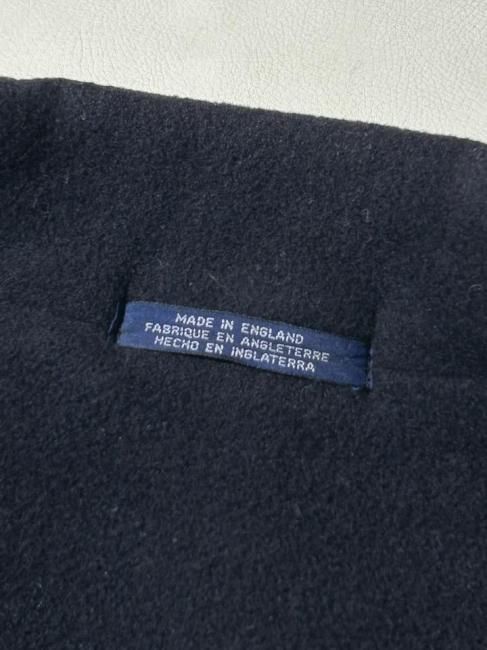 MADE IN ENGLAND
FABRIQUE EN ANGLETERRE
HECHO EN INGLATERRA